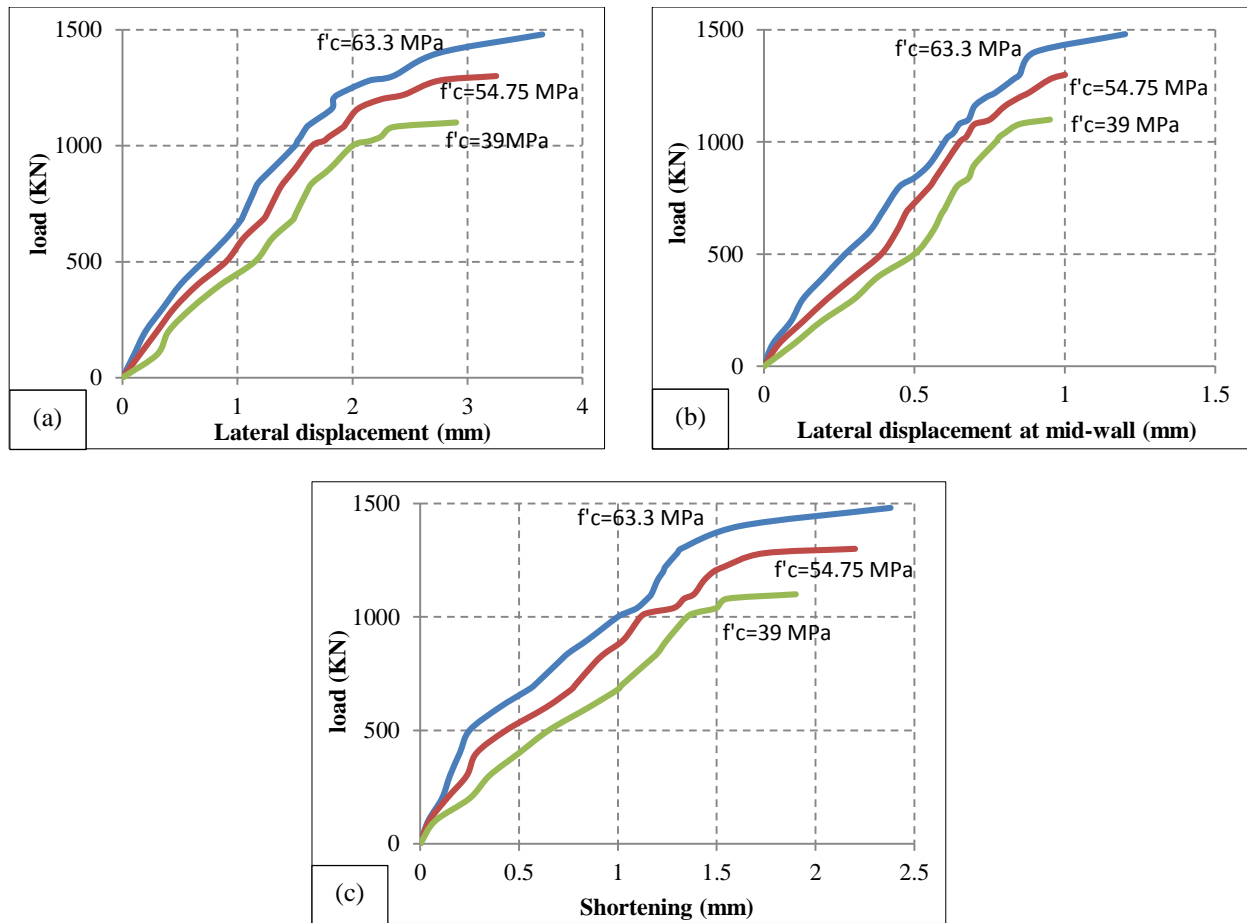 1500
1000
500
0
load (KN)
f'c=63.3 MPa
f'c=54.75 MPa
f'c=39MPa
0 1 2 3 4
Lateral displacement (mm)
(a)
1500
1000
500
0
load (KN)
f'c=63.3 MPa
f'c=54.75 MPa
f'c=39 MPa
0 0.5 1 1.5
Lateral displacement at mid-wall (mm)
(b)
1500
1000
500
0
load (KN)
f'c=63.3 MPa
f'c=54.75 MPa
f'c=39 MPa
0 0.5 1 1.5 2 2.5
Shortening (mm)
(c)